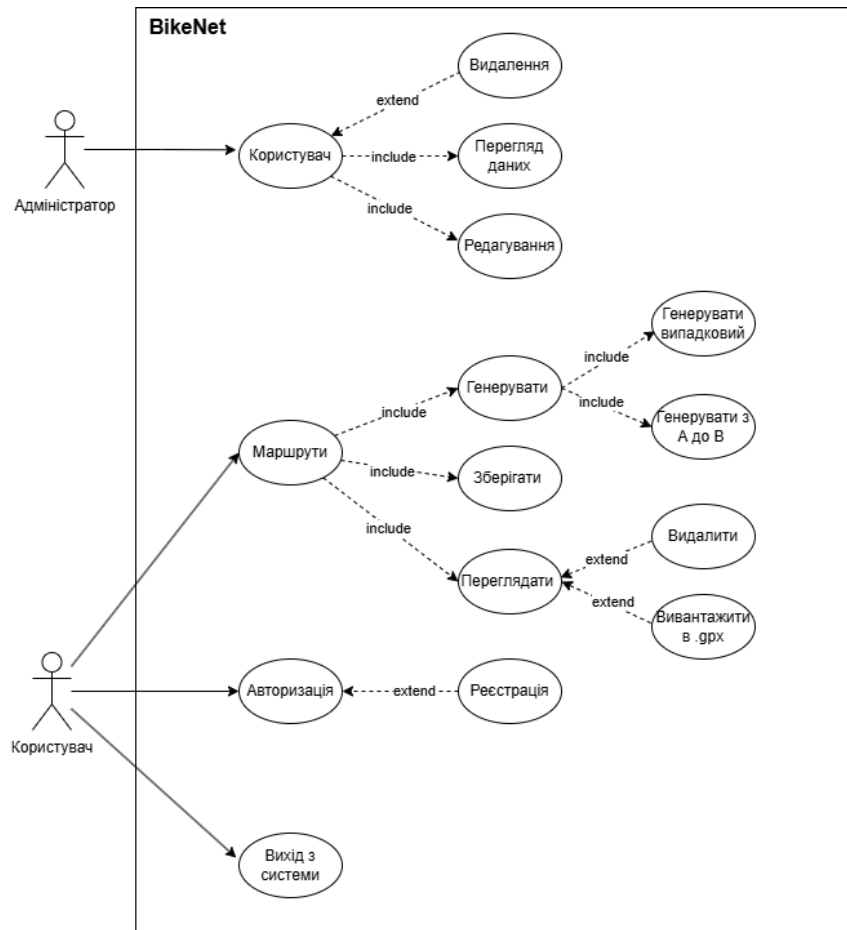 BikeNet
Видалення
extend
Адміністратор
Користувач
include
Перегляд
даних
include
Редагування
Генерувати
випадковий
include
Генерувати
include
include
Генерувати з
А до В
Маршрути
include
Зберігати
include
Переглядати
extend
Видалити
extend
Вивантажити
в .gpx
Користувач
Авторизація
extend
Реєстрація
Вихід з
системи